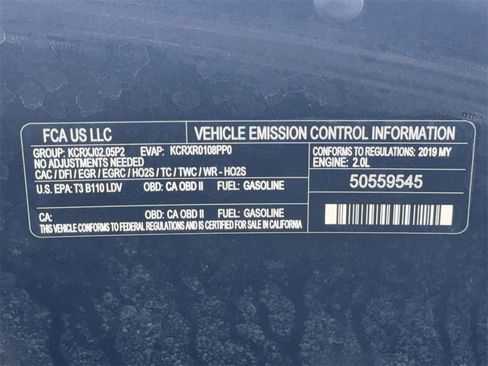 FCA US LLC
VEHICLE EMISSION CONTROL INFORMATION
GROUP: KCRXJ02.05P2 EVAP: KCRXR0108PP0
NO ADJUSTMENTS NEEDED
CAC / DFI / EGR / EGRC / HO2S / TC / TWC / WR - HO2S
CONFORMS TO REGULATIONS: 2019 MY
ENGINE: 2.0L
U.S. EPA: T3 B110 LDV OBD: CA OBD II FUEL: GASOLINE
50559545
CA: OBD: CA OBD II FUEL: GASOLINE
THIS VEHICLE CONFORMS TO FEDERAL REGULATIONS AND IS CERTIFIED FOR SALE IN CALIFORNIA